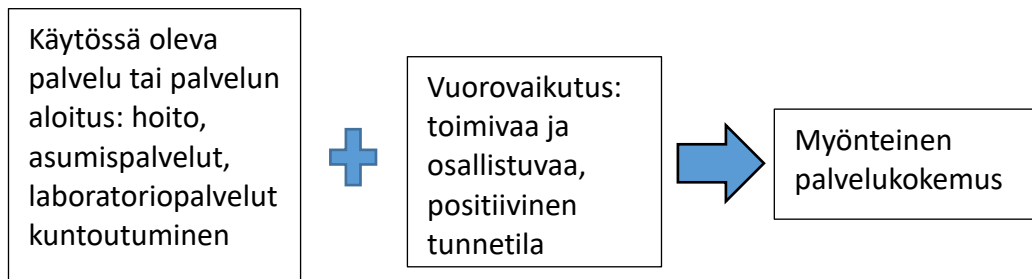 Käytössä oleva
palvelu tai palvelun
aloitus: hoito,
asumispalvelut,
laboratoriopalvelut
kuntoutuminen
Vuorovaikutus:
toimivaa ja
osallistuvaa,
positiivinen
tunnetila
Myönteinen
palvelukokemus